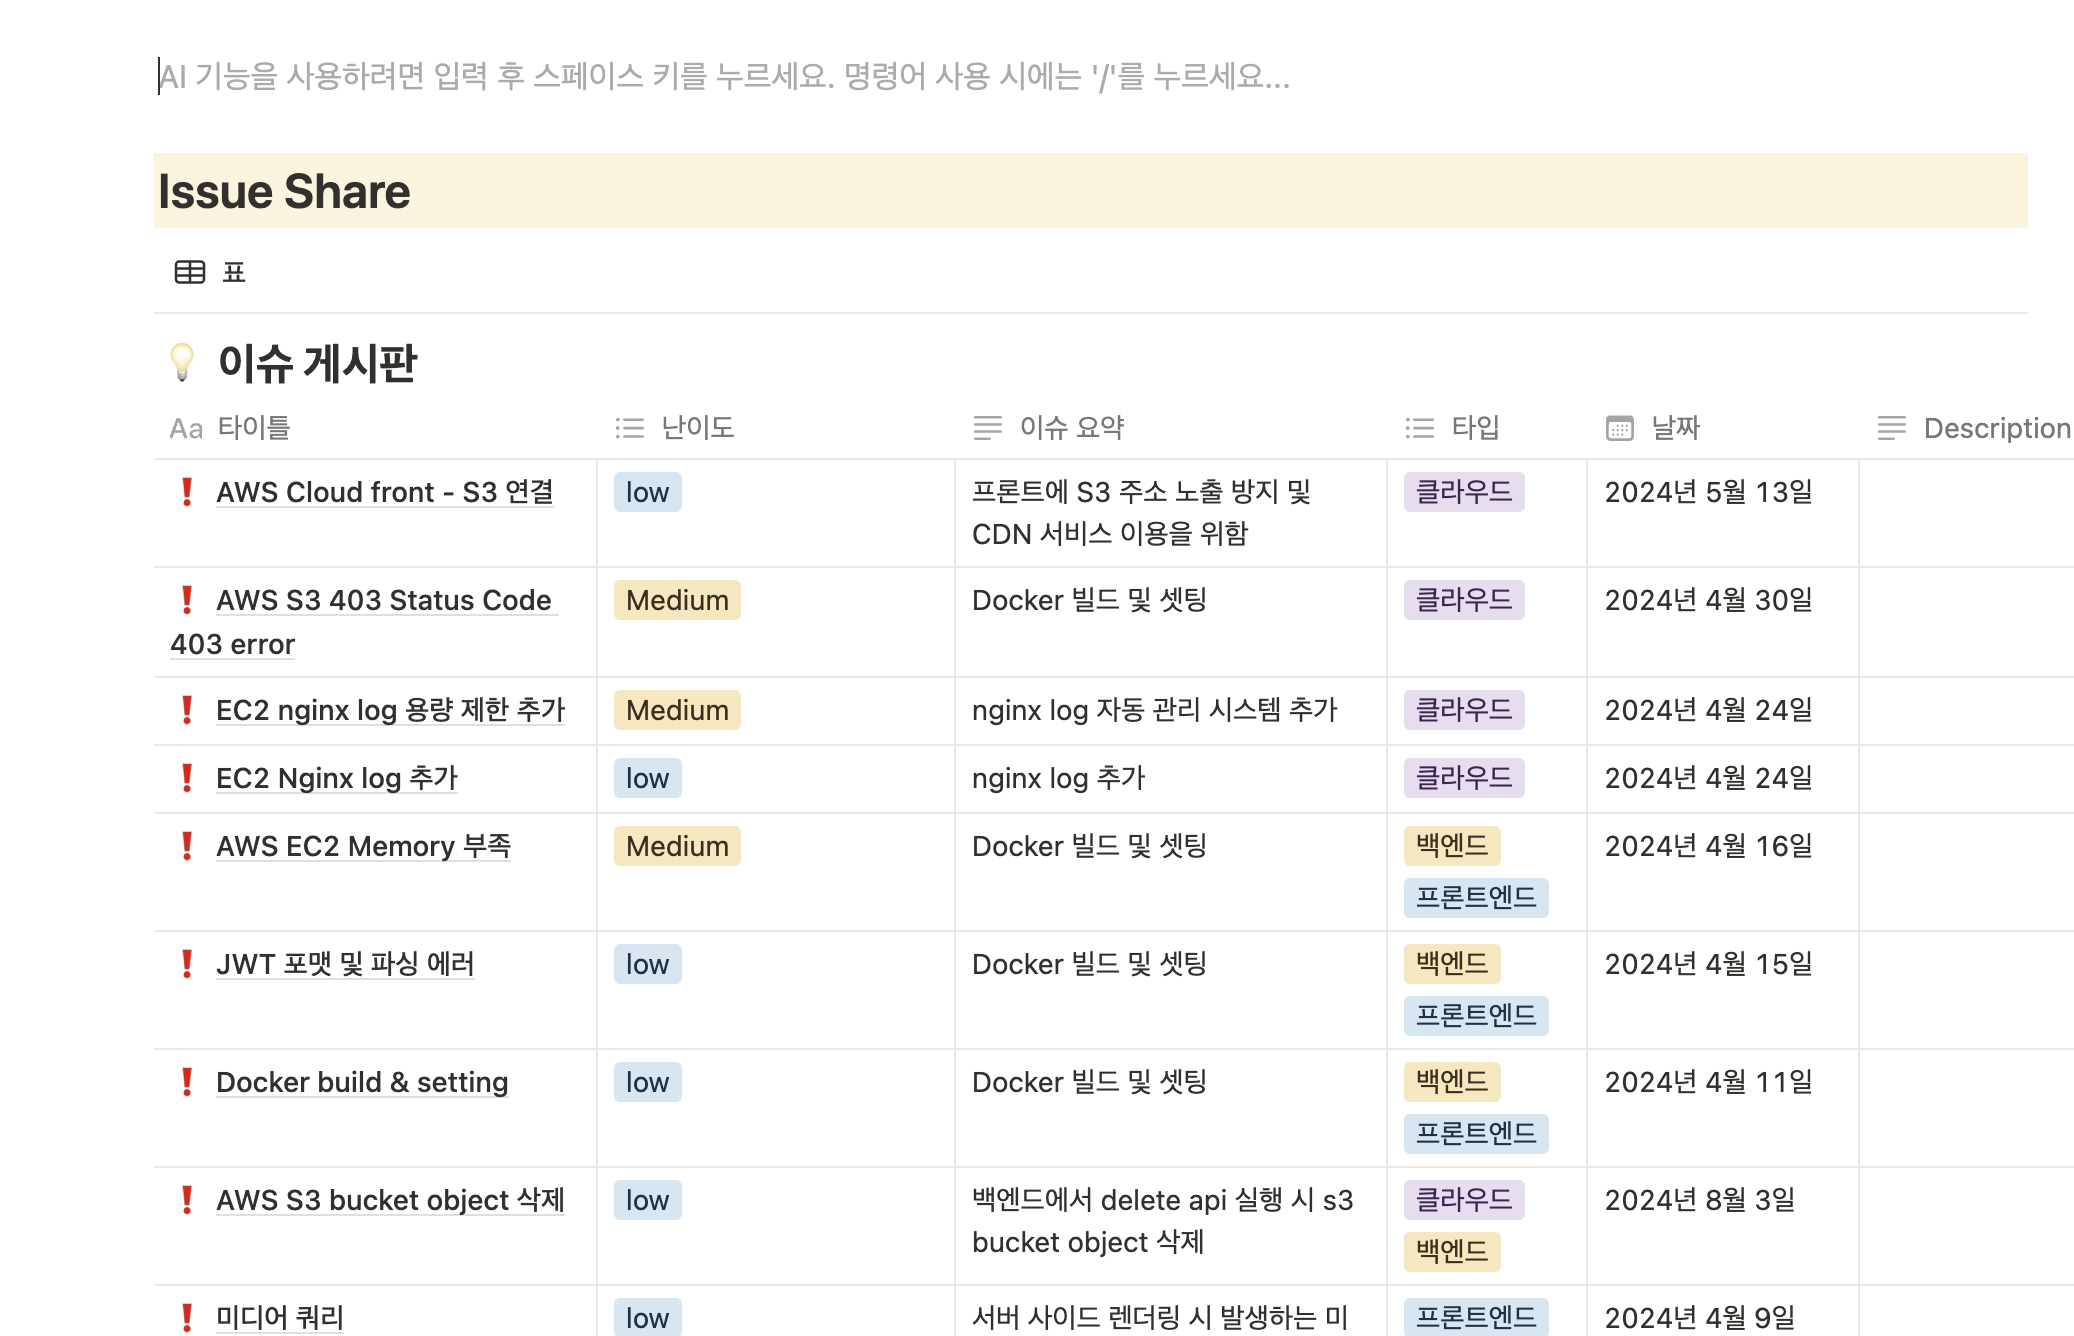 AI 기능을 사용하려면 입력 후 스페이스 키를 누르세요. 명령어 사용 시에는 '/'를 누르세요...
Issue Share
표
이슈 게시판
Aa 타이틀 난이도 이슈 요약 타입 날짜 Description
AWS Cloud front - S3 연결 low 프론트에 S3 주소 노출 방지 및 클라우드 2024년 5월 13일
CDN 서비스 이용을 위함
AWS S3 403 Status Code Medium Docker 빌드 및 셋팅 클라우드 2024년 4월 30일
403 error
EC2 nginx log 용량 제한 추가 Medium nginx log 자동 관리 시스템 추가 클라우드 2024년 4월 24일
EC2 Nginx log 추가 low nginx log 추가 클라우드 2024년 4월 24일
AWS EC2 Memory 부족 Medium Docker 빌드 및 셋팅 백엔드 2024년 4월 16일
프론트엔드
JWT 포맷 및 파싱 에러 low Docker 빌드 및 셋팅 백엔드 2024년 4월 15일
프론트엔드
Docker build & setting low Docker 빌드 및 셋팅 백엔드 2024년 4월 11일
프론트엔드
AWS S3 bucket object 삭제 low 백엔드에서 delete api 실행 시 s3 클라우드 2024년 8월 3일
bucket object 삭제 백엔드
미디어 쿼리 low 서버 사이드 렌더링 시 발생하는 미 프론트엔드 2024년 4월 9일